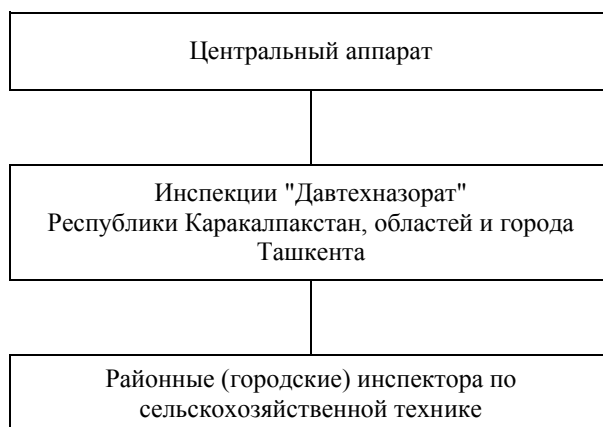 Центральный аппарат
Инспекции "Давтехназорат"
Республики Каракалпакстан, областей и города
Ташкента
Районные (городские) инспектора по
сельскохозяйственной технике